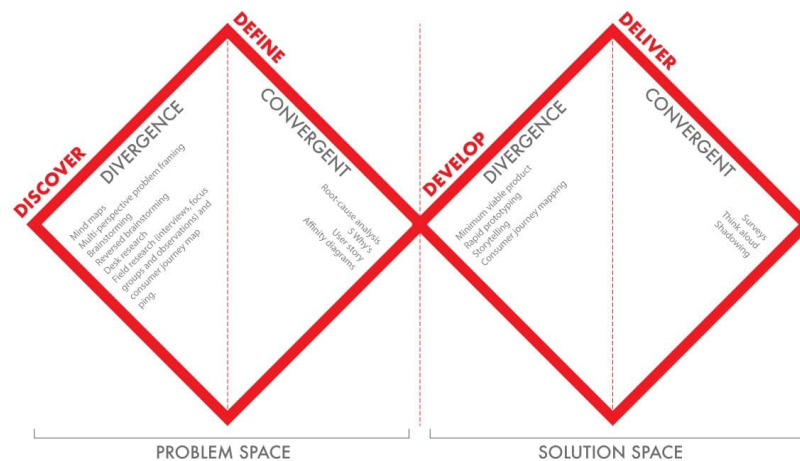 DISCOVER
DIVERGENCE
Mind maps
Multi-perspective problem framing
Brainstorming
Reversed brainstorming
Desk research
Field research (interviews, focus
groups and observations) and
consumer journey map
ping.
DEFINE
CONVERGENT
Root-cause analysis
5 Why's
User story
Affinity diagrams
DEVELOP
DIVERGENCE
Minimum viable product
Rapid prototyping
Storytelling
Consumer journey mapping
DELIVER
CONVERGENT
Surveys
Think aloud
Shadowing
PROBLEM SPACE
SOLUTION SPACE